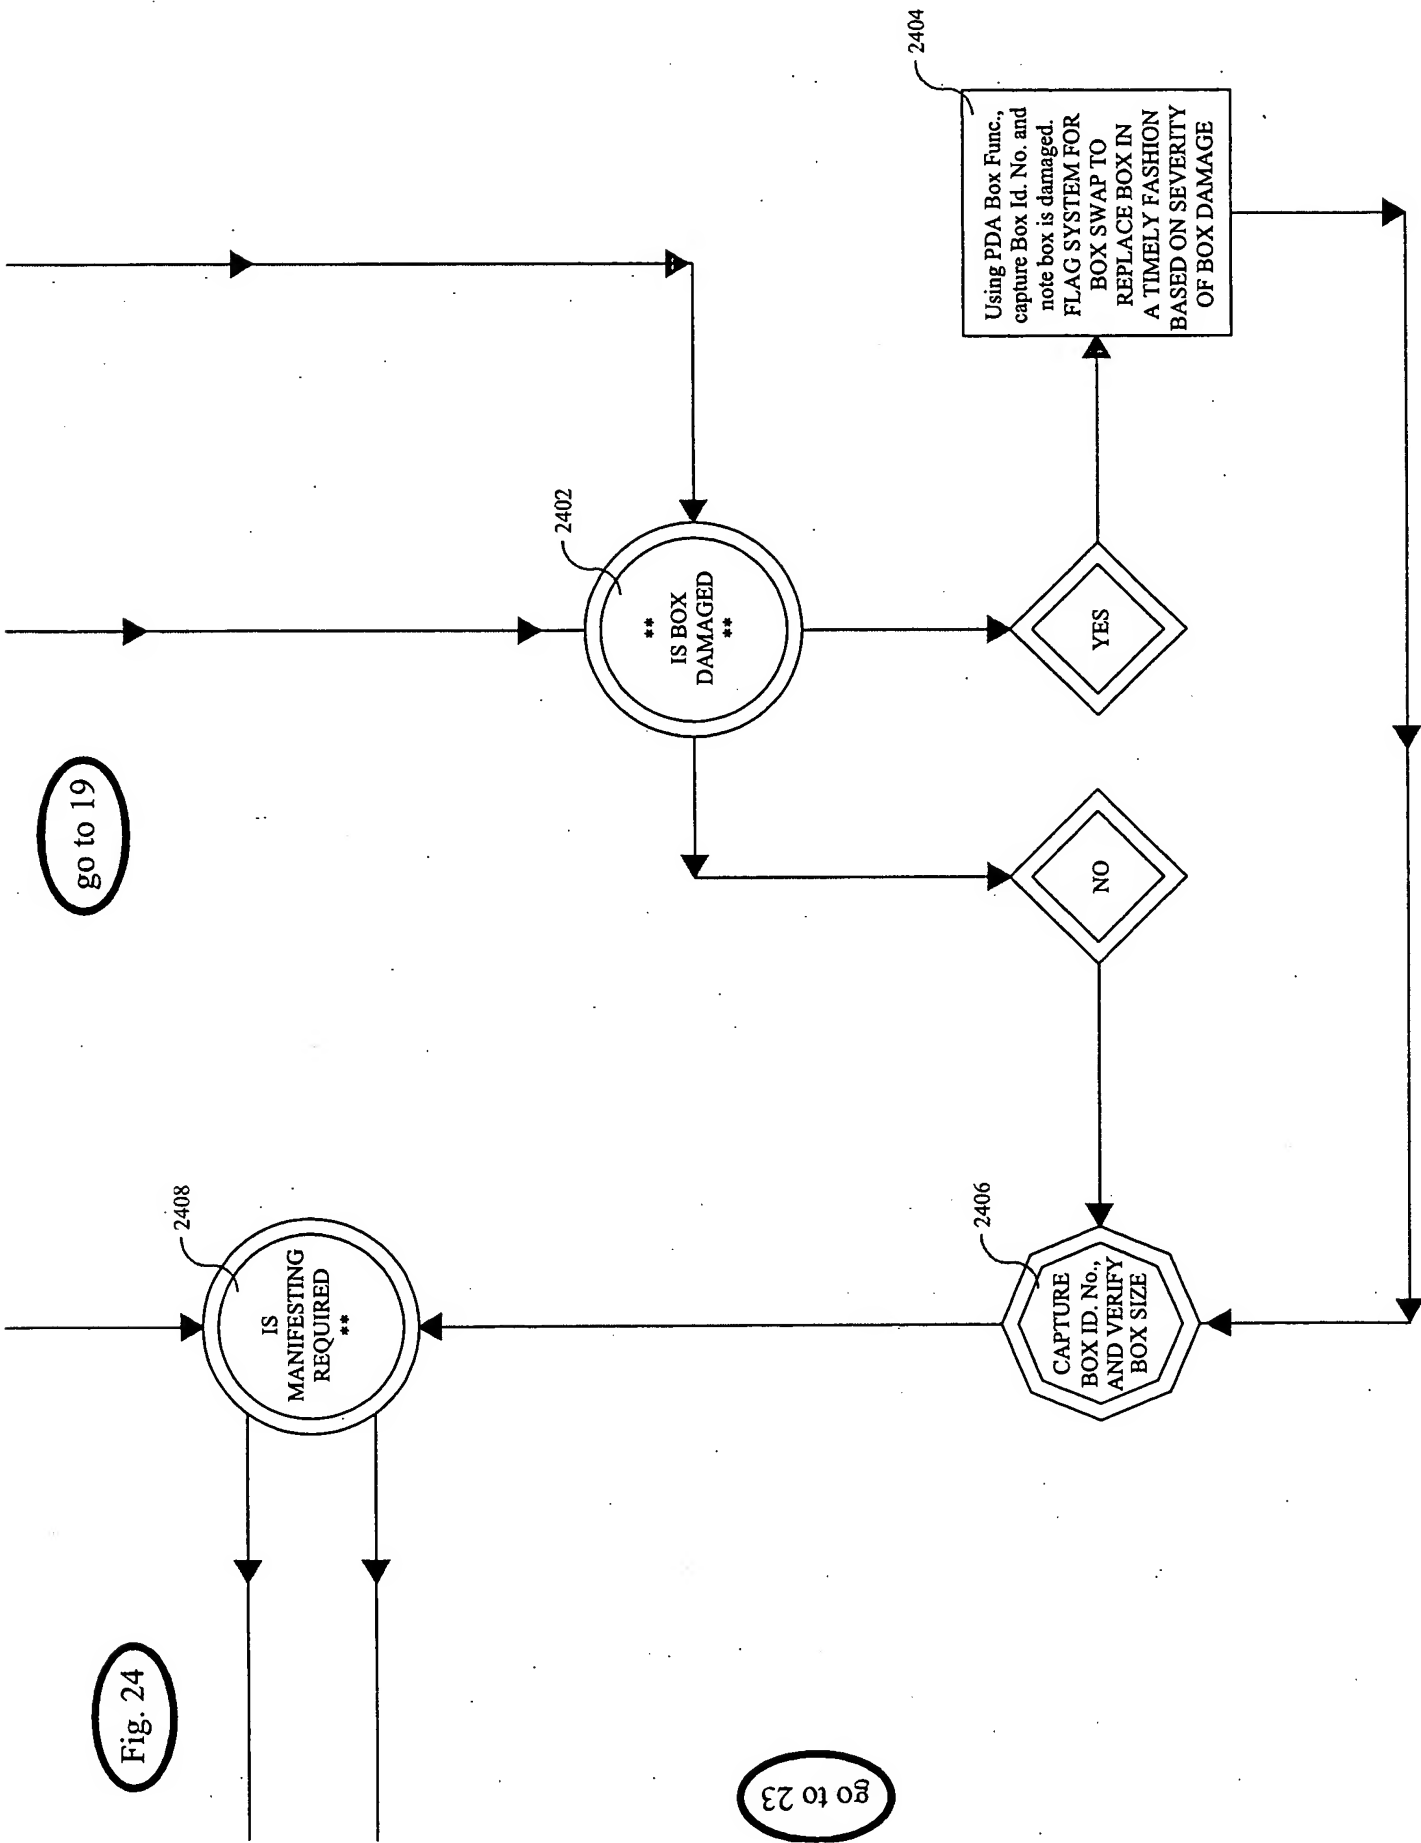 Fig. 24
go to 19
go to 23
2408
IS
MANIFESTING
REQUIRED
**
2402
**
IS BOX
DAMAGED
**
2404
Using PDA Box Func.,
capture Box Id. No. and
note box is damaged.
FLAG SYSTEM FOR
BOX SWAP TO
REPLACE BOX IN
A TIMELY FASHION
BASED ON SEVERITY
OF BOX DAMAGE
2406
CAPTURE
BOX ID. No.,
AND VERIFY
BOX SIZE
NO
YES